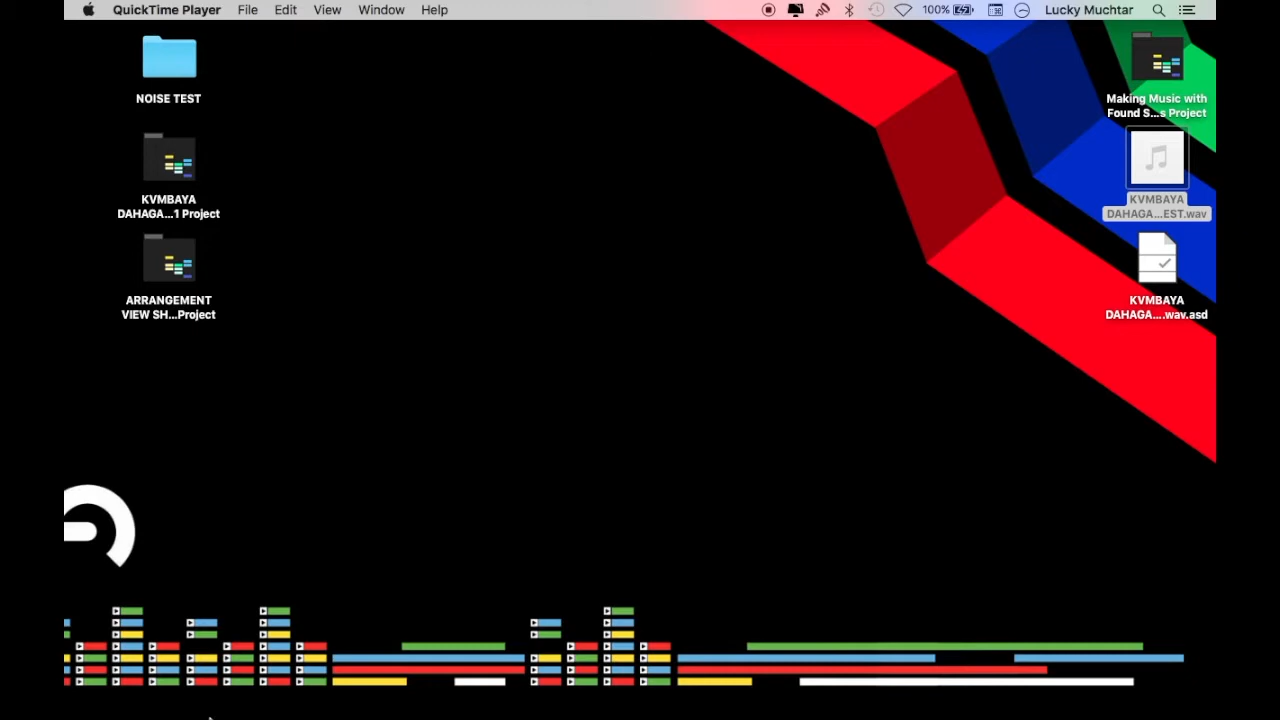 QuickTime Player File Edit View Window Help 100% Lucky Muchtar
NOISE TEST
KVMBAYA
DAHAGA...1 Project
ARRANGEMENT
VIEW SH...Project
Making Music with
Found S...s Project
KVMBAYA
DAHAGA...EST.wav
KVMBAYA
DAHAGA....wav.asd